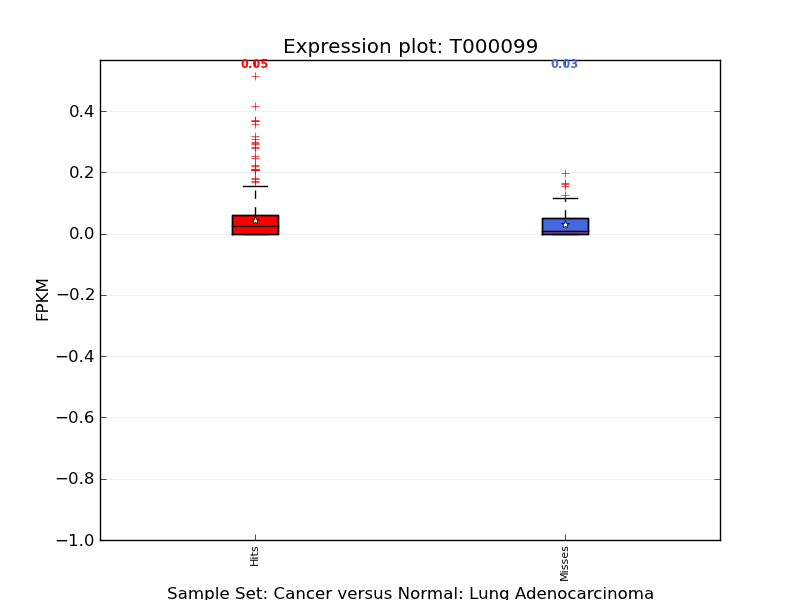 Expression plot: T000099
0.05
0.03
0.4
0.2
0.0
−0.2
−0.4
−0.6
−0.8
−1.0
FPKM
Hits
Misses
Sample Set: Cancer versus Normal: Lung Adenocarcinoma